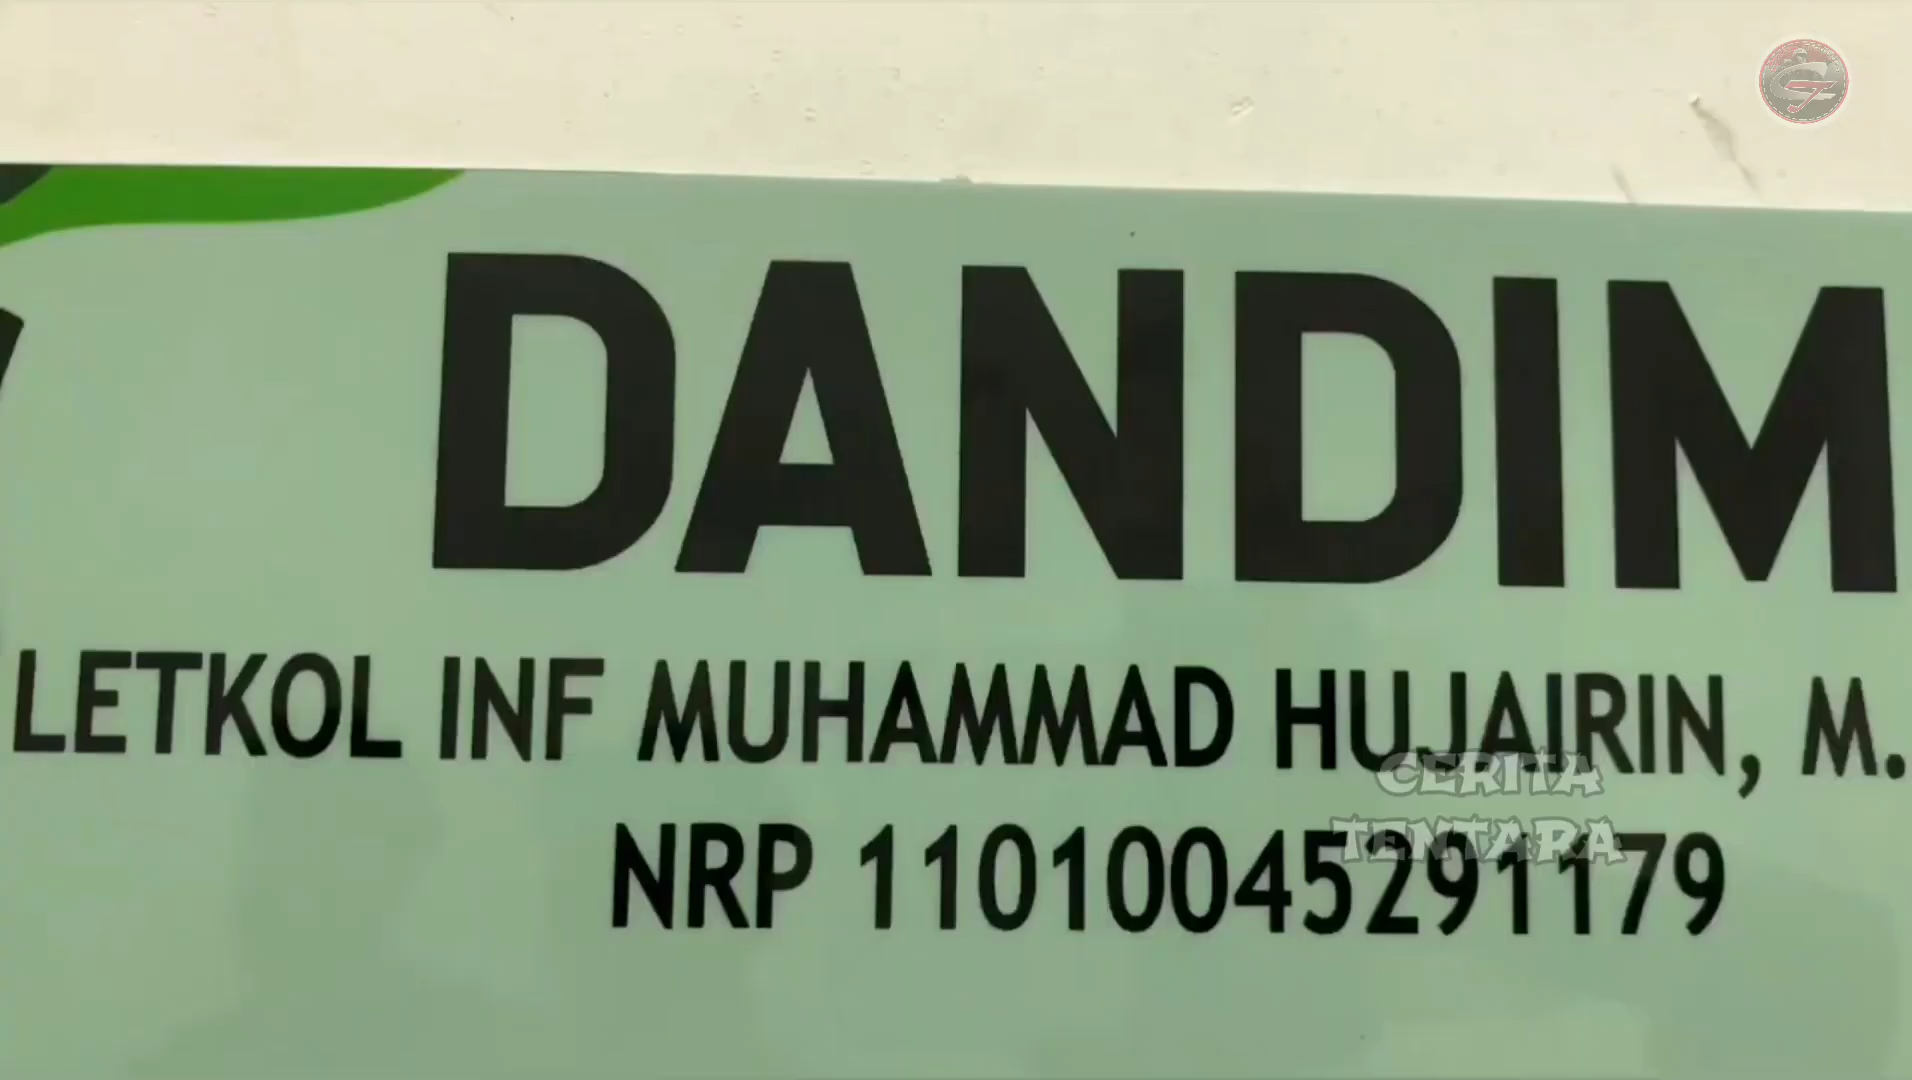 DANDIM
LETKOL INF MUHAMMAD HUJAIRIN, M.
NRP 11010045291179
CERITA
TENTARA